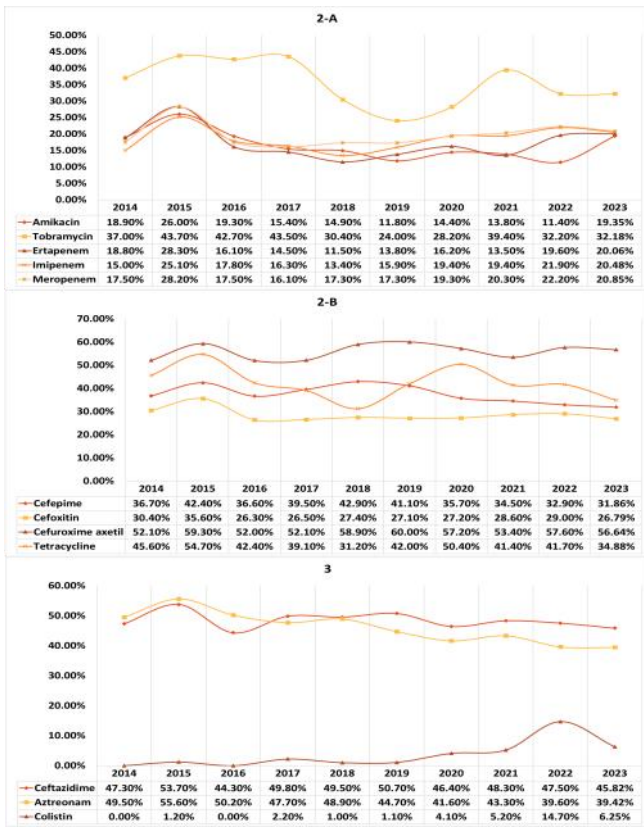 2-A
50.00%
45.00%
40.00%
35.00%
30.00%
25.00%
20.00%
15.00%
10.00%
5.00%
0.00%
2014 2015 2016 2017 2018 2019 2020 2021 2022 2023
Amikacin 18.90% 26.00% 19.30% 15.40% 14.90% 11.80% 14.40% 13.80% 11.40% 19.35%
Tobramycin 37.00% 43.70% 42.70% 43.50% 30.40% 24.00% 28.20% 39.40% 32.20% 32.18%
Ertapenem 18.80% 28.30% 16.10% 14.50% 11.50% 13.80% 16.20% 13.50% 19.60% 20.06%
Imipenem 15.00% 25.10% 17.80% 16.30% 13.40% 15.90% 19.40% 19.40% 21.90% 20.48%
Meropenem 17.50% 28.20% 17.50% 16.10% 17.30% 17.30% 19.30% 20.30% 22.20% 20.85%
2-B
70.00%
60.00%
50.00%
40.00%
30.00%
20.00%
10.00%
0.00%
2014 2015 2016 2017 2018 2019 2020 2021 2022 2023
Cefepime 36.70% 42.40% 36.60% 39.50% 42.90% 41.10% 35.70% 34.50% 32.90% 31.86%
Cefoxitin 30.40% 35.60% 26.30% 26.50% 27.40% 27.10% 27.20% 28.60% 29.00% 26.79%
Cefuroxime axetil 52.10% 59.30% 52.00% 52.10% 58.90% 60.00% 57.20% 53.40% 57.60% 56.64%
Tetracycline 45.60% 54.70% 42.40% 39.10% 31.20% 42.00% 50.40% 41.40% 41.70% 34.88%
3
60.00%
50.00%
40.00%
30.00%
20.00%
10.00%
0.00%
2014 2015 2016 2017 2018 2019 2020 2021 2022 2023
Ceftazidime 47.30% 53.70% 44.30% 49.80% 49.50% 50.70% 46.40% 48.30% 47.50% 45.82%
Aztreonam 49.50% 55.60% 50.20% 47.70% 48.90% 44.70% 41.60% 43.30% 39.60% 39.42%
Colistin 0.00% 1.20% 0.00% 2.20% 1.00% 1.10% 4.10% 5.10% 14.70% 6.25%